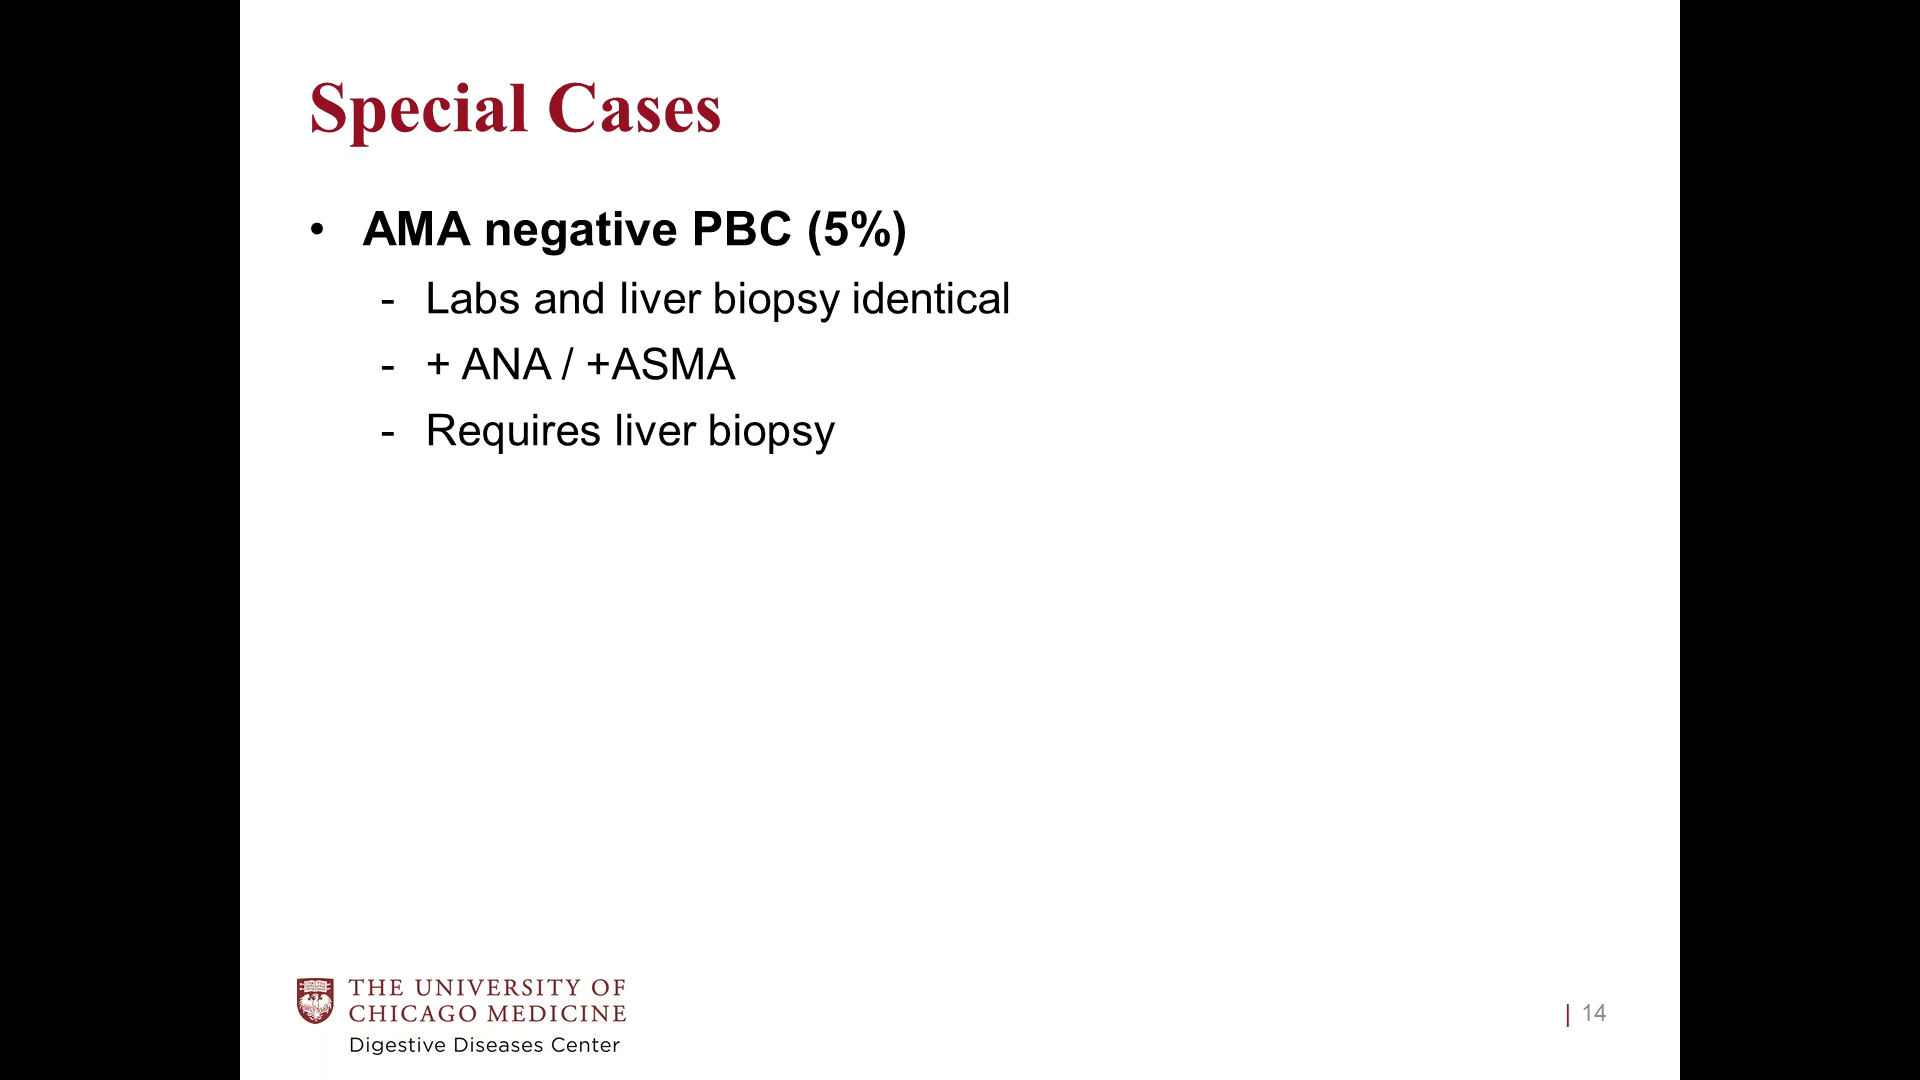 Special Cases
• AMA negative PBC (5%)
- Labs and liver biopsy identical
- + ANA / +ASMA
- Requires liver biopsy
THE UNIVERSITY OF
CHICAGO MEDICINE
Digestive Diseases Center
| 14